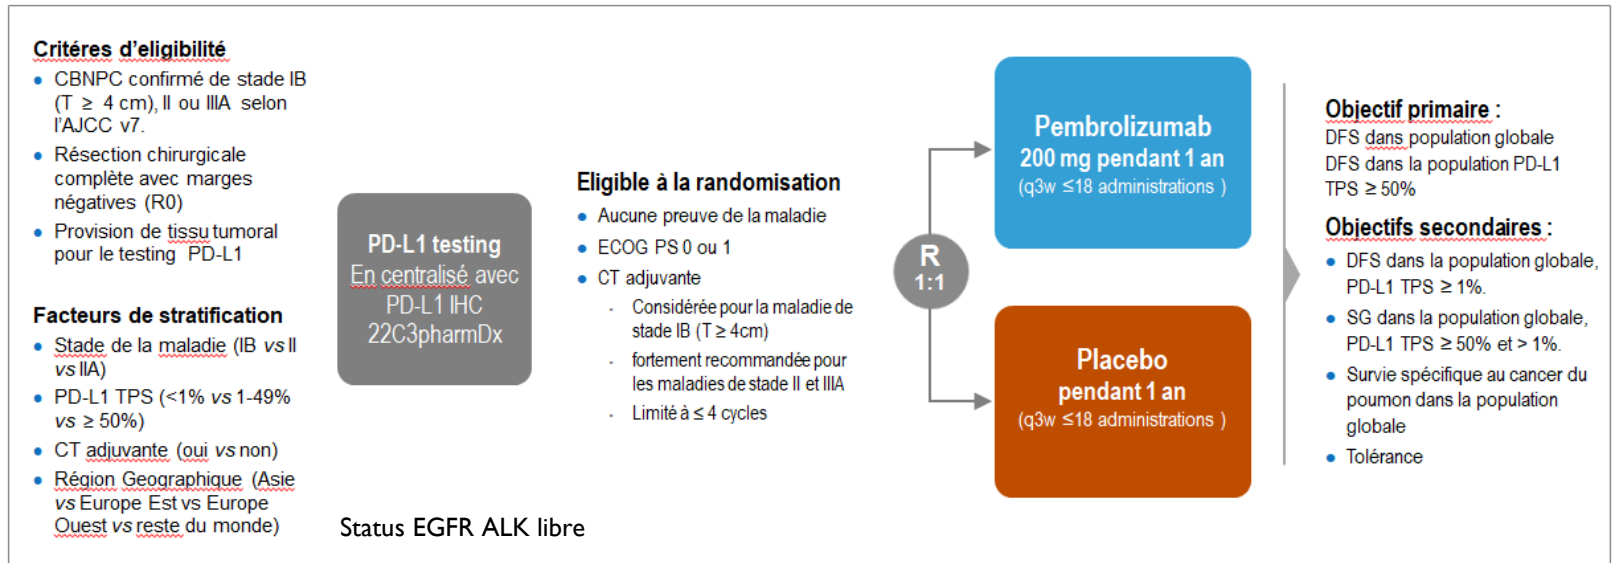 Critéres d’eligibilité
• CBNPC confirmé de stade IB
(T ≥ 4 cm), II ou IIIA selon
l’AJCC v7.
• Résection chirurgicale
complète avec marges
négatives (R0)
• Provision de tissu tumoral
pour le testing PD-L1
Facteurs de stratification
• Stade de la maladie (IB vs II
vs IIA)
• PD-L1 TPS (<1% vs 1-49%
vs ≥ 50%)
• CT adjuvante (oui vs non)
• Région Geographique (Asie
vs Europe Est vs Europe
Ouest vs reste du monde)
PD-L1 testing
En centralisé avec
PD-L1 IHC
22C3pharmDx
Status EGFR ALK libre
Eligible à la randomisation
• Aucune preuve de la maladie
• ECOG PS 0 ou 1
• CT adjuvante
- Considérée pour la maladie de
stade IB (T ≥ 4cm)
- fortement recommandée pour
les maladies de stade II et IIIA
- Limité à ≤ 4 cycles
R
1:1
Pembrolizumab
200 mg pendant 1 an
(q3w ≤18 administrations )
Placebo
pendant 1 an
(q3w ≤18 administrations )
Objectif primaire :
DFS dans population globale
DFS dans la population PD-L1
TPS ≥ 50%
Objectifs secondaires :
• DFS dans la population globale,
PD-L1 TPS ≥ 1%.
• SG dans la population globale,
PD-L1 TPS ≥ 50% et > 1%.
• Survie spécifique au cancer du
poumon dans la population
globale
• Tolérance